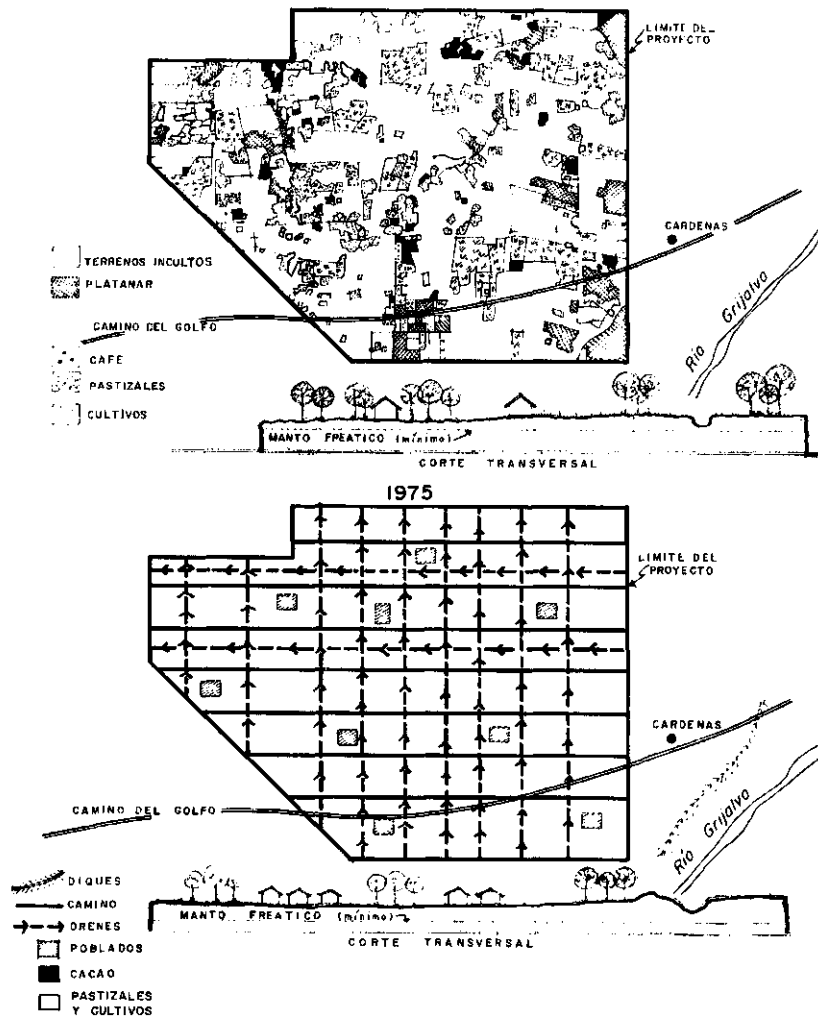 LIMITE DEL
PROYECTO
CARDENAS
Río Grijalva
TERRENOS INCULTOS
PLATANAR
CAMINO DEL GOLFO
CAFE
PASTIZALES
CULTIVOS
MANTO FREATICO (mínimo)
CORTE TRANSVERSAL
1975
LIMITE DEL
PROYECTO
CARDENAS
Río Grijalva
CAMINO DEL GOLFO
DIQUES
CAMINO
DRENES
MANTO FREATICO (mínimo)
CORTE TRANSVERSAL
POBLADOS
CACAO
PASTIZALES
Y CULTIVOS